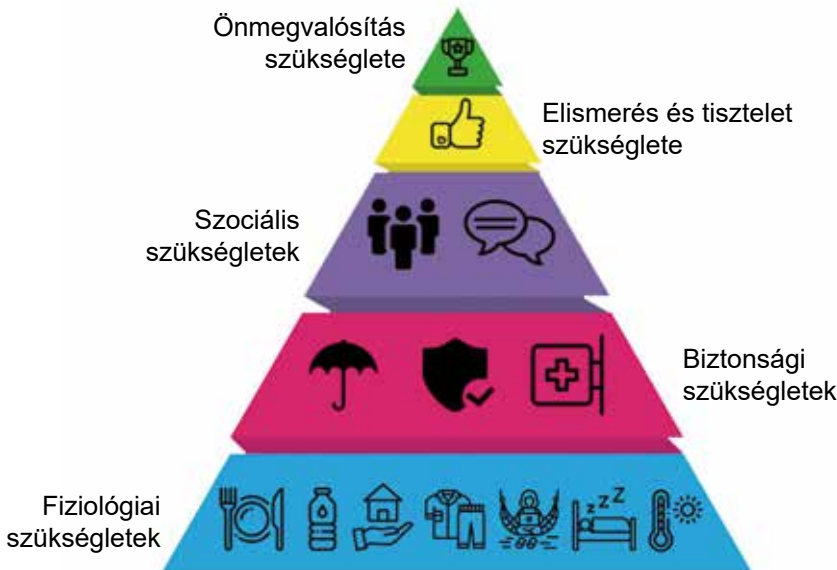 Önmegvalósítás
szükséglete
Elismerés és tisztelet
szükséglete
Szociális
szükségletek
Biztonsági
szükségletek
Fiziológiai
szükségletek
z z Z